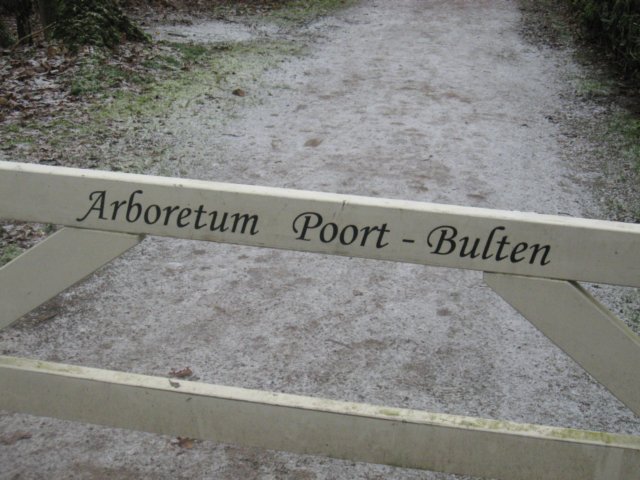 Arboretum Poort - Bulten